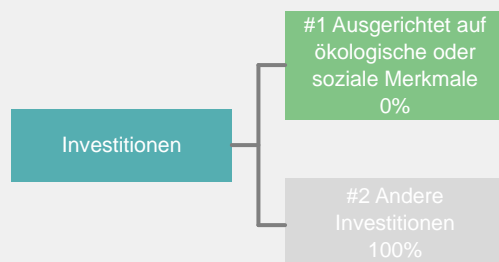 #1 Ausgerichtet auf
ökologische oder
soziale Merkmale
0%
Investitionen
#2 Andere
Investitionen
100%